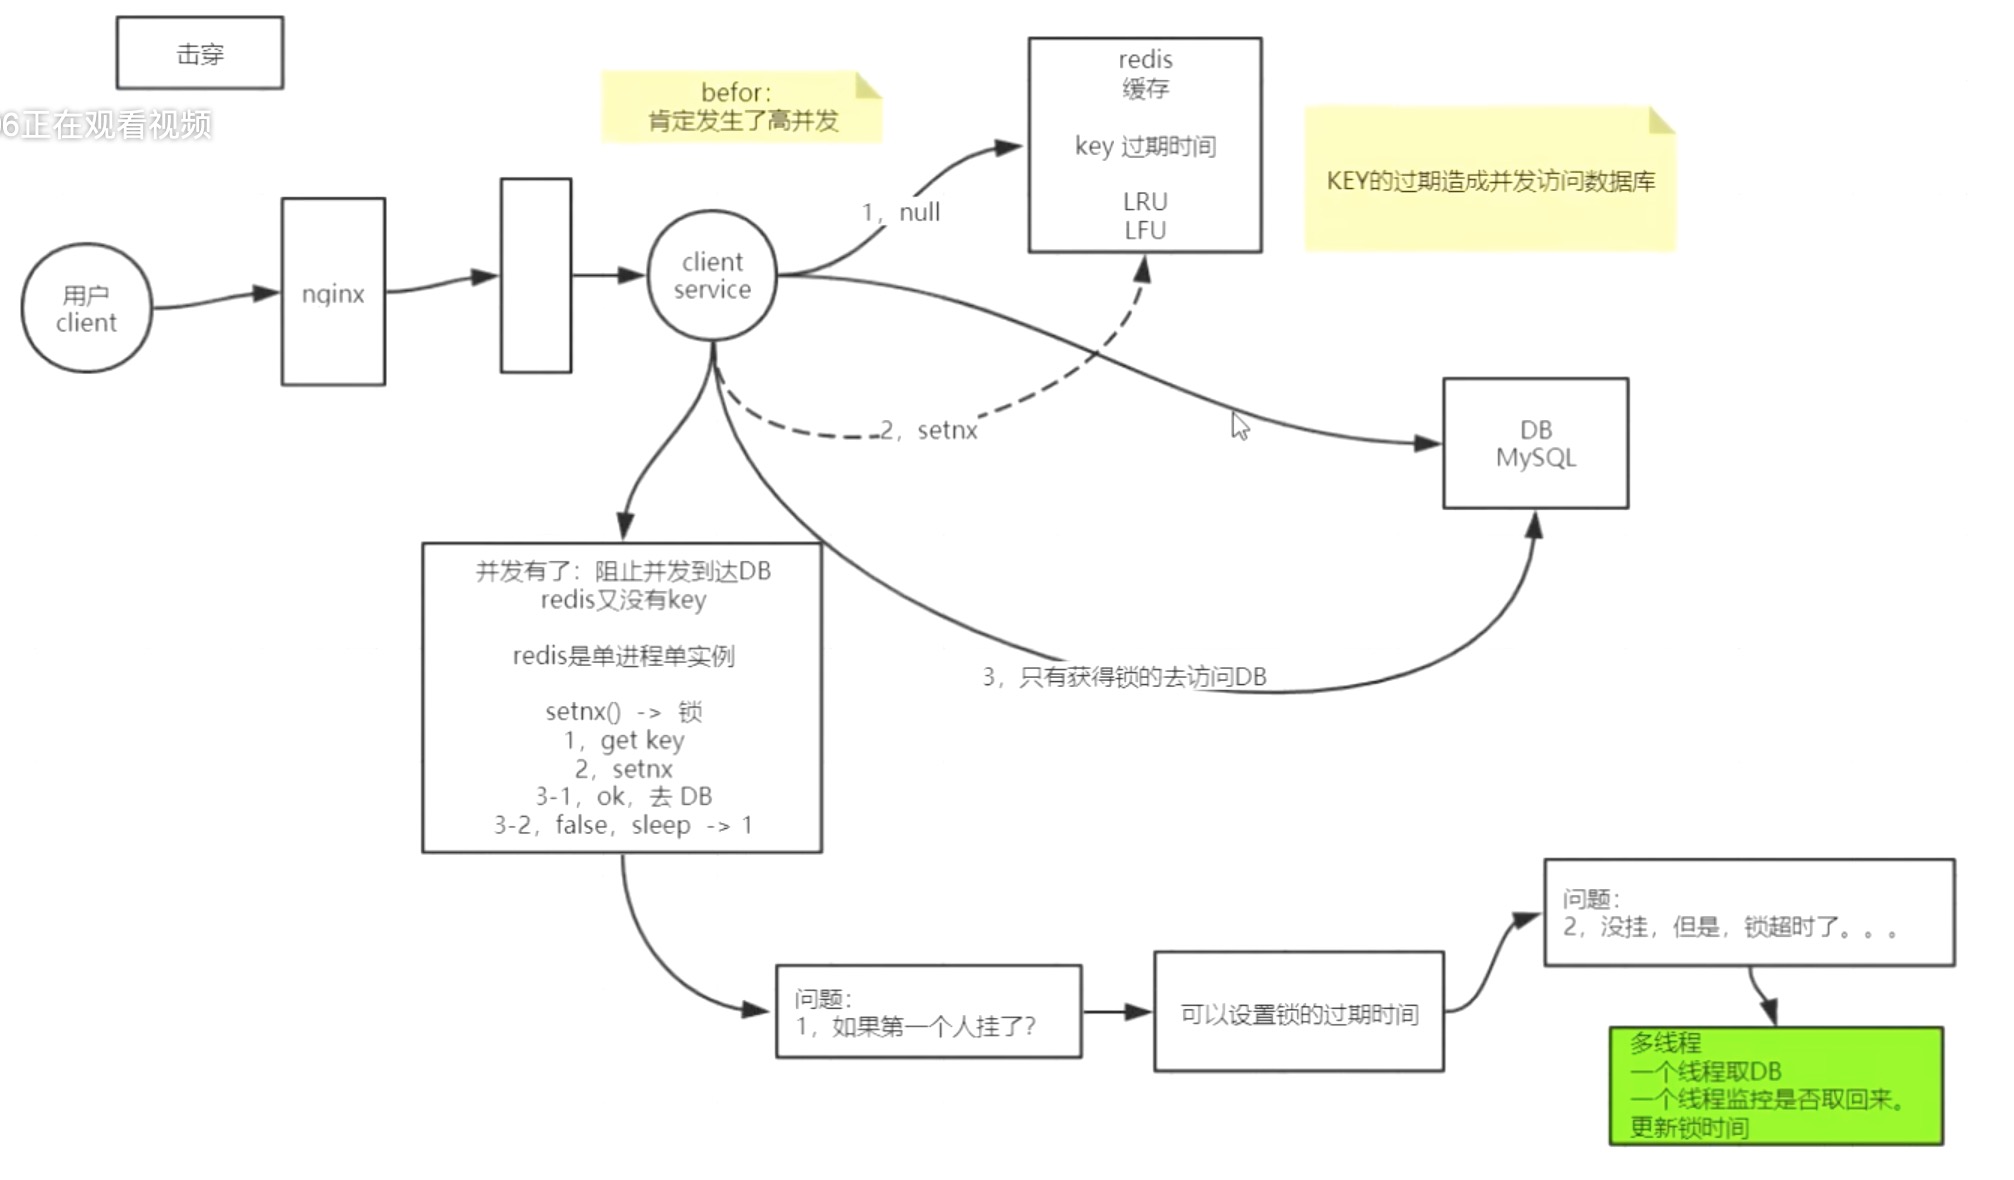 击穿
06正在观看视频
befor：
肯定发生了高并发
redis
缓存
key 过期时间
LRU
LFU
KEY的过期造成并发访问数据库
1，null
用户
client
nginx
client
service
2，setnx
DB
MySQL
并发有了：阻止并发到达DB
redis又没有key
redis是单进程单实例
setnx() -> 锁
1，get key
2，setnx
3-1，ok，去 DB
3-2，false，sleep -> 1
3，只有获得锁的去访问DB
问题：
1，如果第一个人挂了？
可以设置锁的过期时间
问题：
2，没挂，但是，锁超时了。。。
多线程
一个线程取DB
一个线程监控是否取回来。
更新锁时间